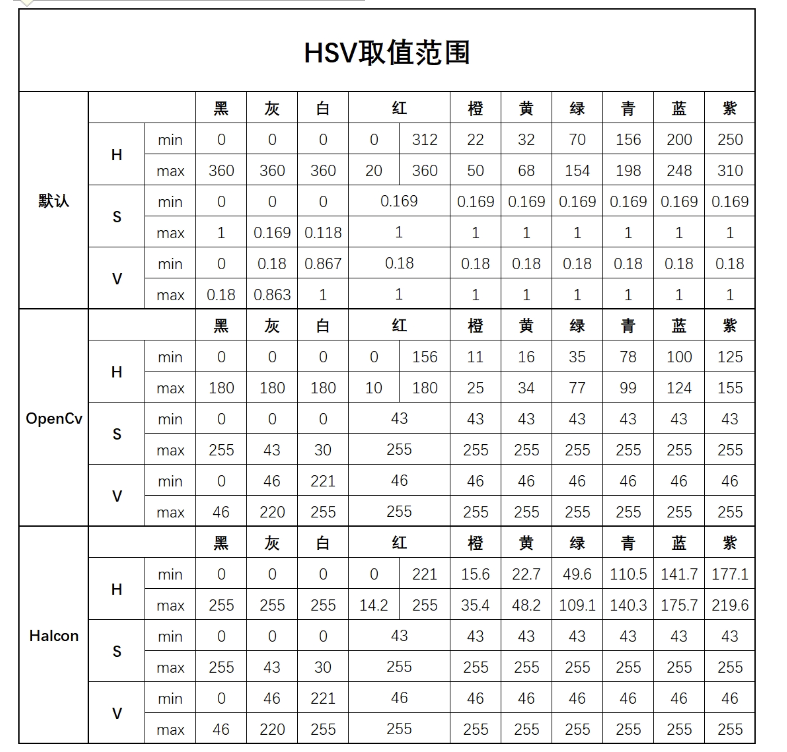 HSV取值范围
默认 黑 灰 白 红 橙 黄 绿 青 蓝 紫
H min 0 0 0 0 312 22 32 70 156 200 250
max 360 360 360 20 360 50 68 154 198 248 310
S min 0 0 0 0.169 0.169 0.169 0.169 0.169 0.169 0.169
max 1 0.169 0.118 1 1 1 1 1 1 1
V min 0 0.18 0.867 0.18 0.18 0.18 0.18 0.18 0.18 0.18
max 0.18 0.863 1 1 1 1 1 1 1 1
OpenCv 黑 灰 白 红 橙 黄 绿 青 蓝 紫
H min 0 0 0 0 156 11 16 35 78 100 125
max 180 180 180 10 180 25 34 77 99 124 155
S min 0 0 0 43 43 43 43 43 43 43
max 255 43 30 255 255 255 255 255 255 255
V min 0 46 221 46 46 46 46 46 46 46
max 46 220 255 255 255 255 255 255 255 255
Halcon 黑 灰 白 红 橙 黄 绿 青 蓝 紫
H min 0 0 0 0 221 15.6 22.7 49.6 110.5 141.7 177.1
max 255 255 255 14.2 255 35.4 48.2 109.1 140.3 175.7 219.6
S min 0 0 0 43 43 43 43 43 43 43
max 255 43 30 255 255 255 255 255 255 255
V min 0 46 221 46 46 46 46 46 46 46
max 46 220 255 255 255 255 255 255 255 255